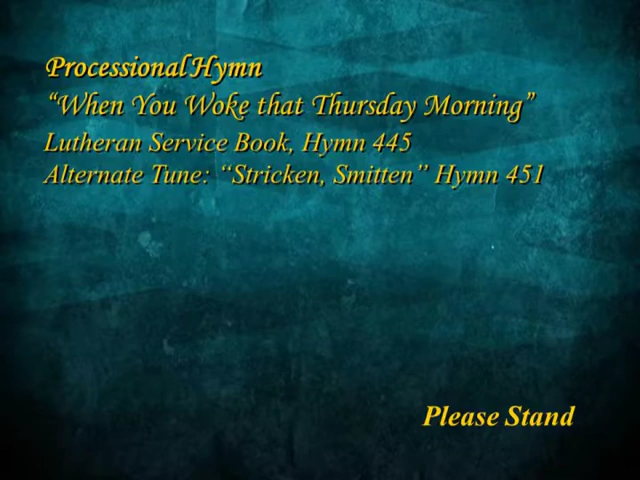 Processional Hymn
“When You Woke that Thursday Morning”
Lutheran Service Book, Hymn 445
Alternate Tune: “Stricken, Smitten” Hymn 451
Please Stand